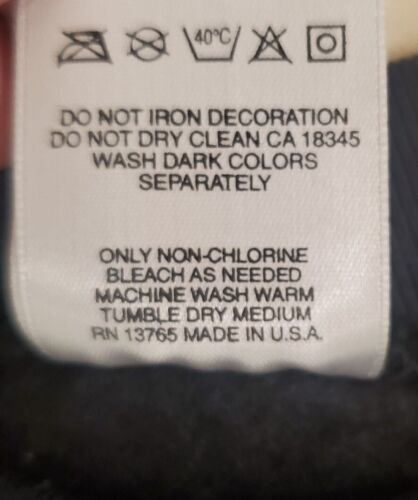 40°C
DO NOT IRON DECORATION
DO NOT DRY CLEAN CA 18345
WASH DARK COLORS
SEPARATELY
ONLY NON-CHLORINE
BLEACH AS NEEDED
MACHINE WASH WARM
TUMBLE DRY MEDIUM
RN 13765 MADE IN U.S.A.